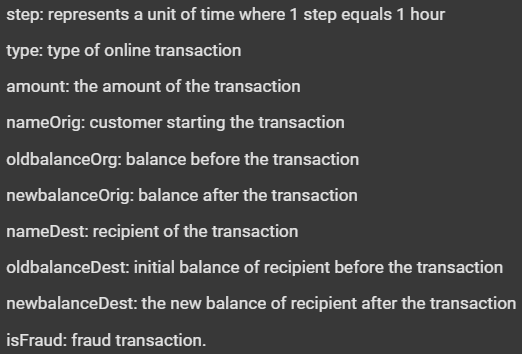 step: represents a unit of time where 1 step equals 1 hour
type: type of online transaction
amount: the amount of the transaction
nameOrig: customer starting the transaction
oldbalanceOrg: balance before the transaction
newbalanceOrig: balance after the transaction
nameDest: recipient of the transaction
oldbalanceDest: initial balance of recipient before the transaction
newbalanceDest: the new balance of recipient after the transaction
isFraud: fraud transaction.